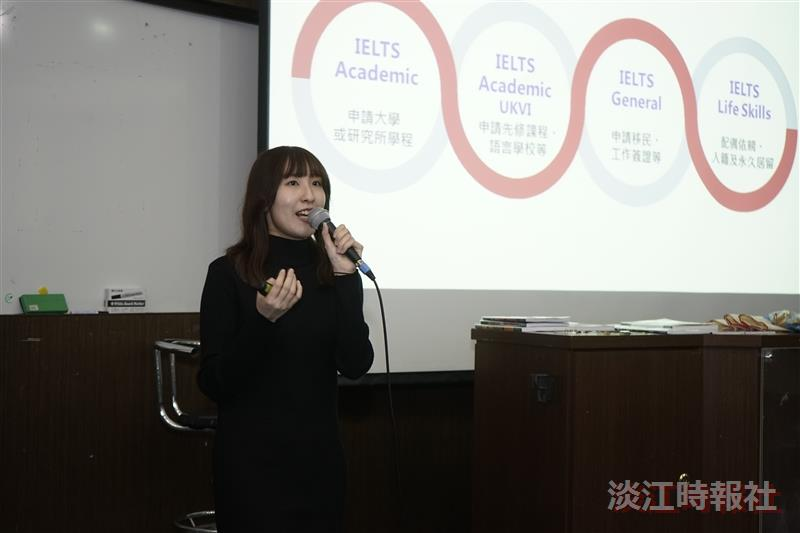 IELTS
Academic
申請大學
或研究所學程
IELTS
Academic
UKVI
申請先修課程、
語言學校等
IELTS
General
申請移民、
工作簽證等
IELTS
Life Skills
配偶依親、
入籍及永久居留
淡江時報社